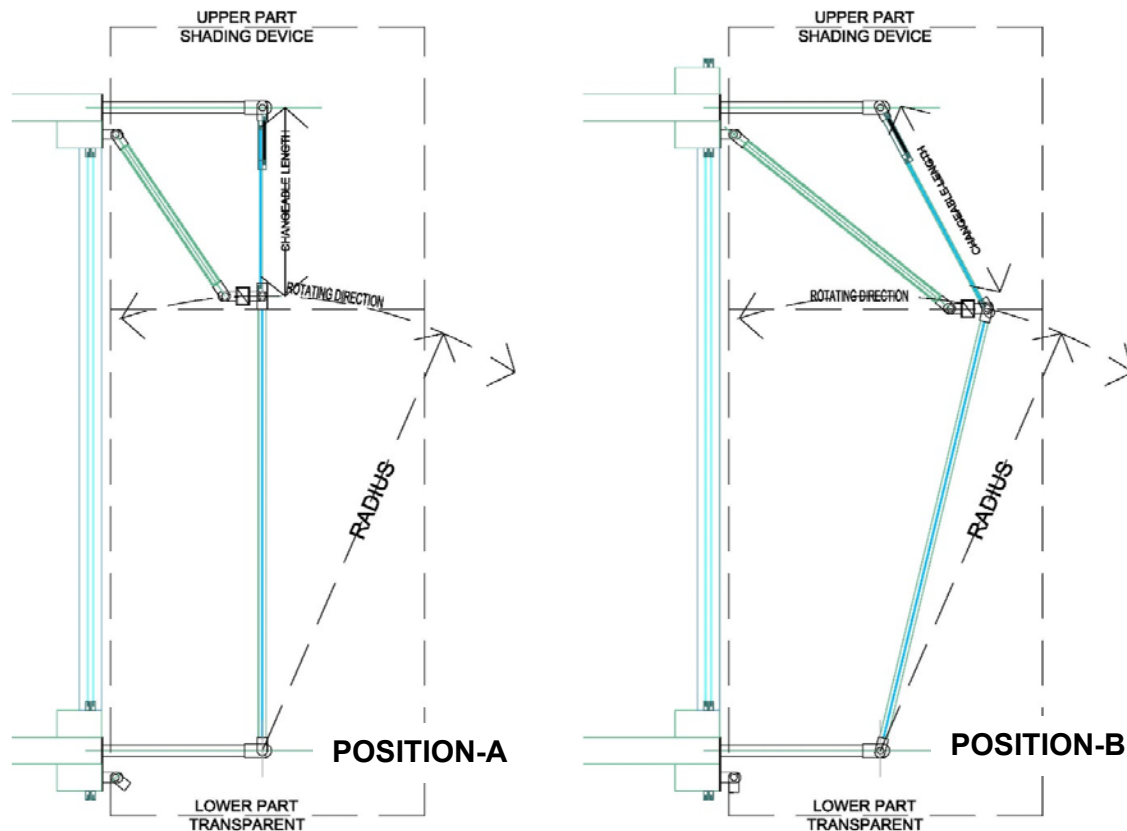 UPPER PART
SHADING DEVICE
CHANGEABLE LENGTH
ROTATING DIRECTION
RADIUS
POSITION-A
LOWER PART
TRANSPARENT
UPPER PART
SHADING DEVICE
CHANGEABLE LENGTH
ROTATING DIRECTION
RADIUS
POSITION-B
LOWER PART
TRANSPARENT